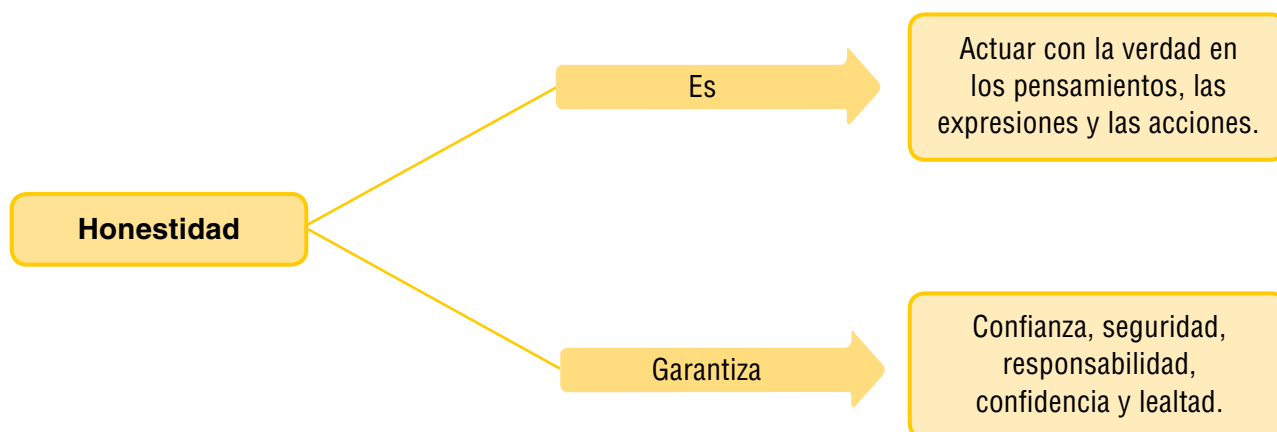 Honestidad
Es
Actuar con la verdad en
los pensamientos, las
expresiones y las acciones.
Garantiza
Confianza, seguridad,
responsabilidad,
confidencia y lealtad.